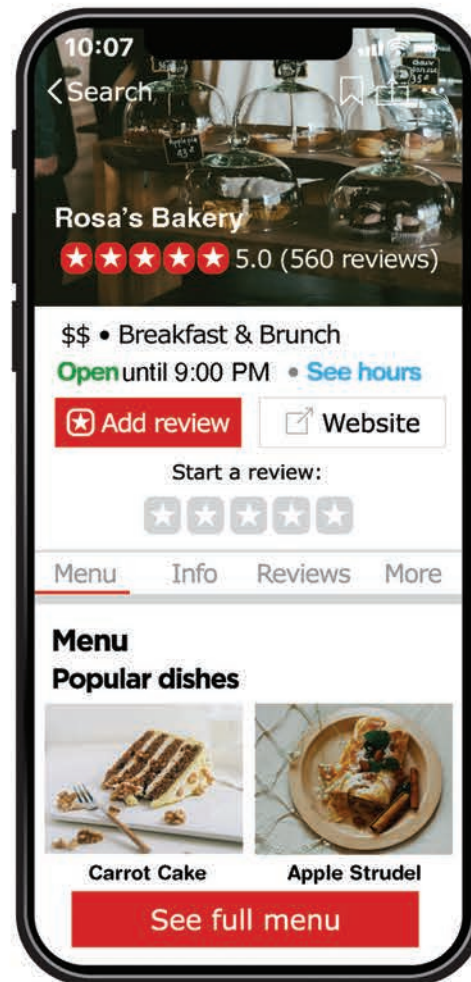 10:07
Search
Rosa's Bakery
5.0 (560 reviews)
$$ • Breakfast & Brunch
Open until 9:00 PM • See hours
Add review
Website
Start a review:
Menu Info Reviews More
Menu
Popular dishes
Carrot Cake Apple Strudel
See full menu